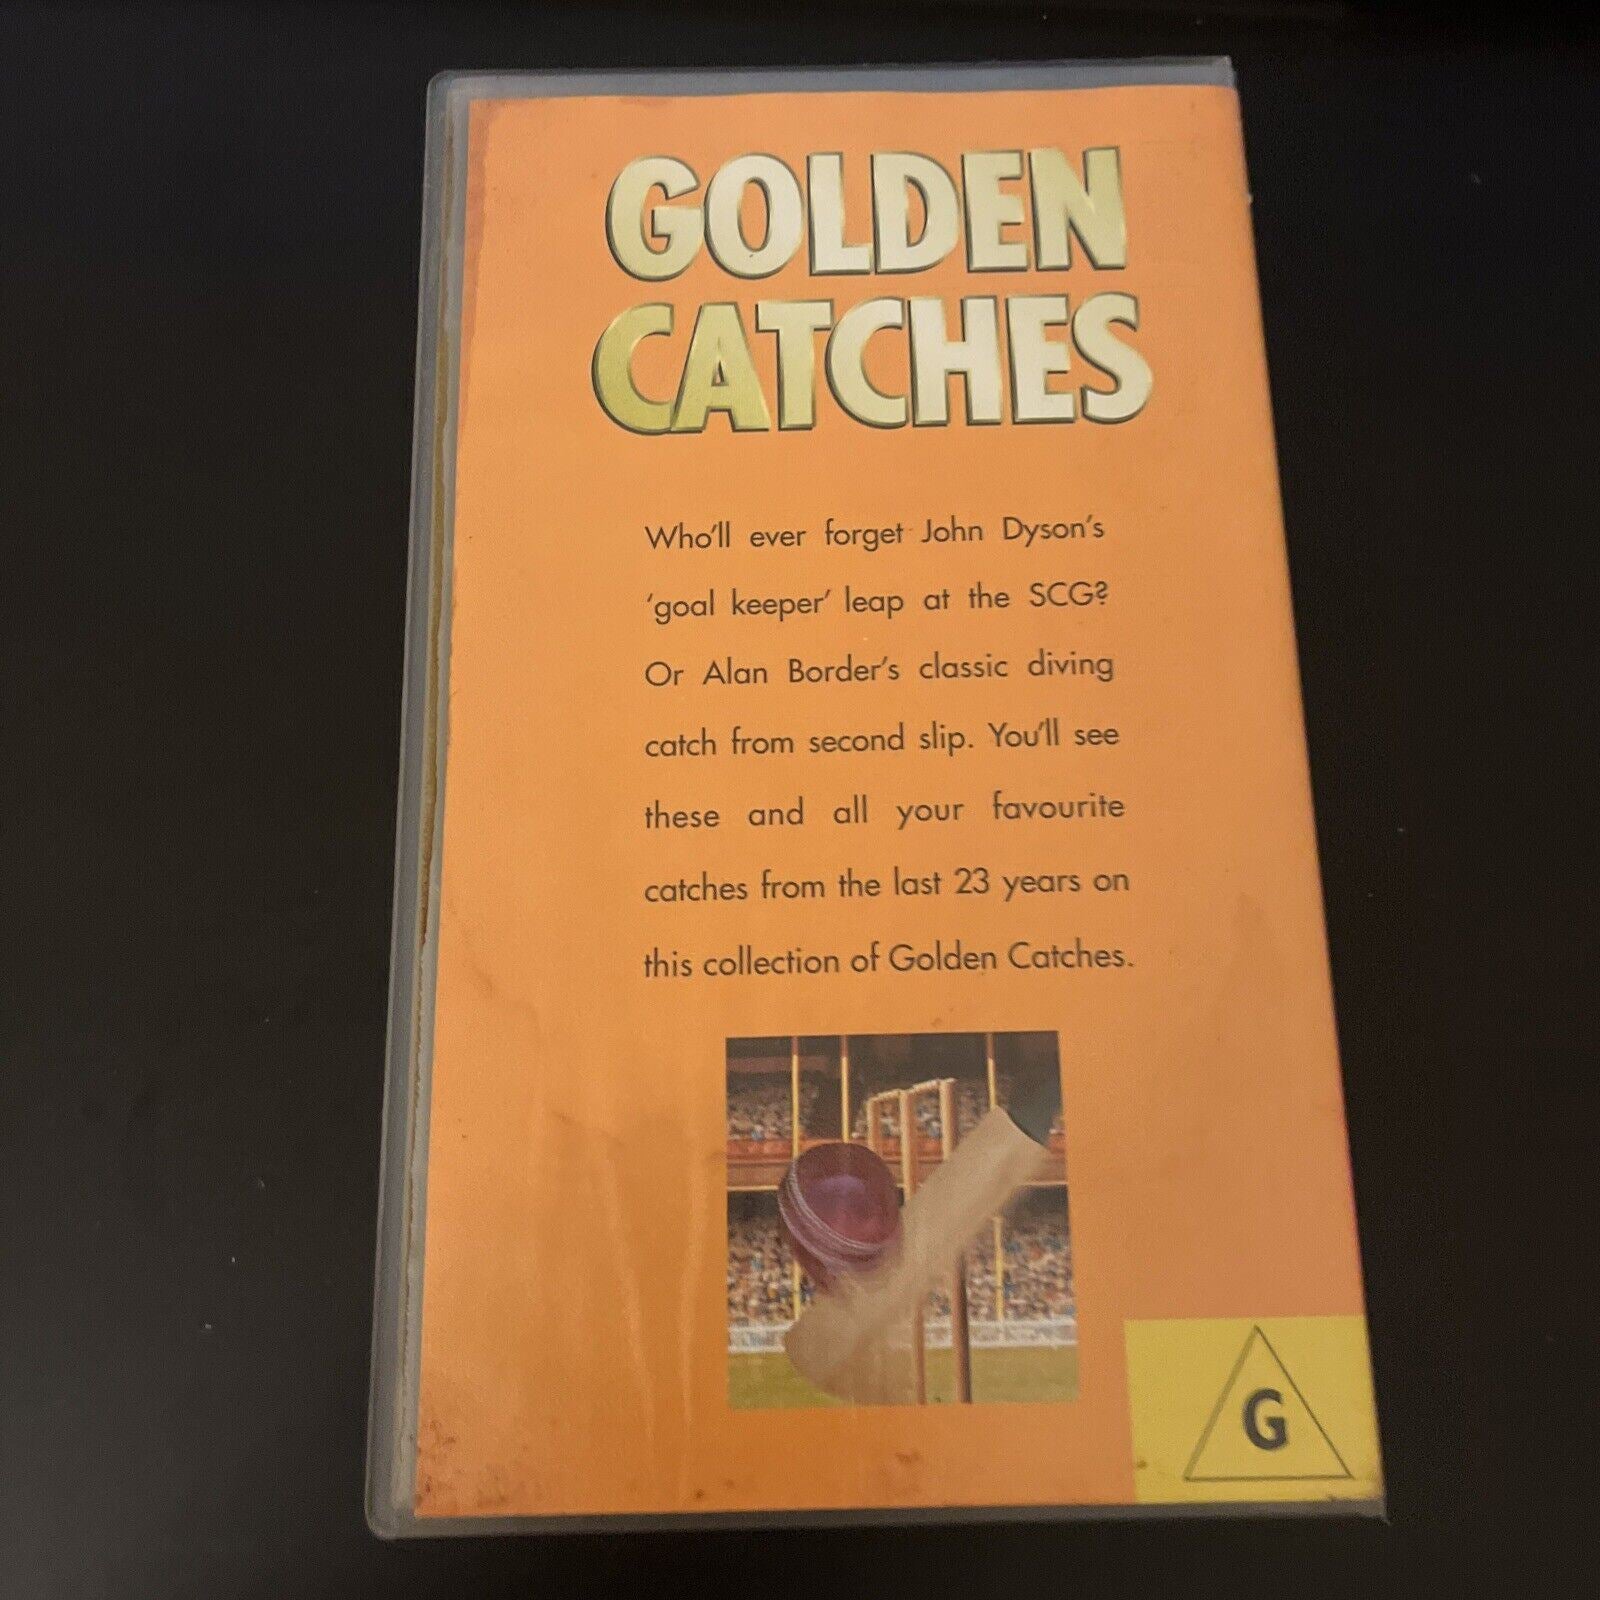 GOLDEN
CATCHES
Who'll ever forget John Dyson's
'goal keeper' leap at the SCG?
Or Alan Border's classic diving
catch from second slip. You'll see
these and all your favourite
catches from the last 23 years on
this collection of Golden Catches.
G